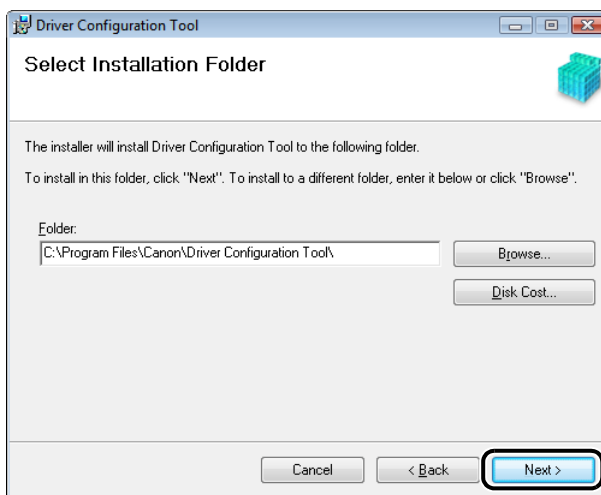 Driver Configuration Tool
Select Installation Folder
The installer will install Driver Configuration Tool to the following folder.
To install in this folder, click "Next". To install to a different folder, enter it below or click "Browse".
Folder:
C:\Program Files\Canon\Driver Configuration Tool\
Browse...
Disk Cost...
Cancel
< Back
Next >